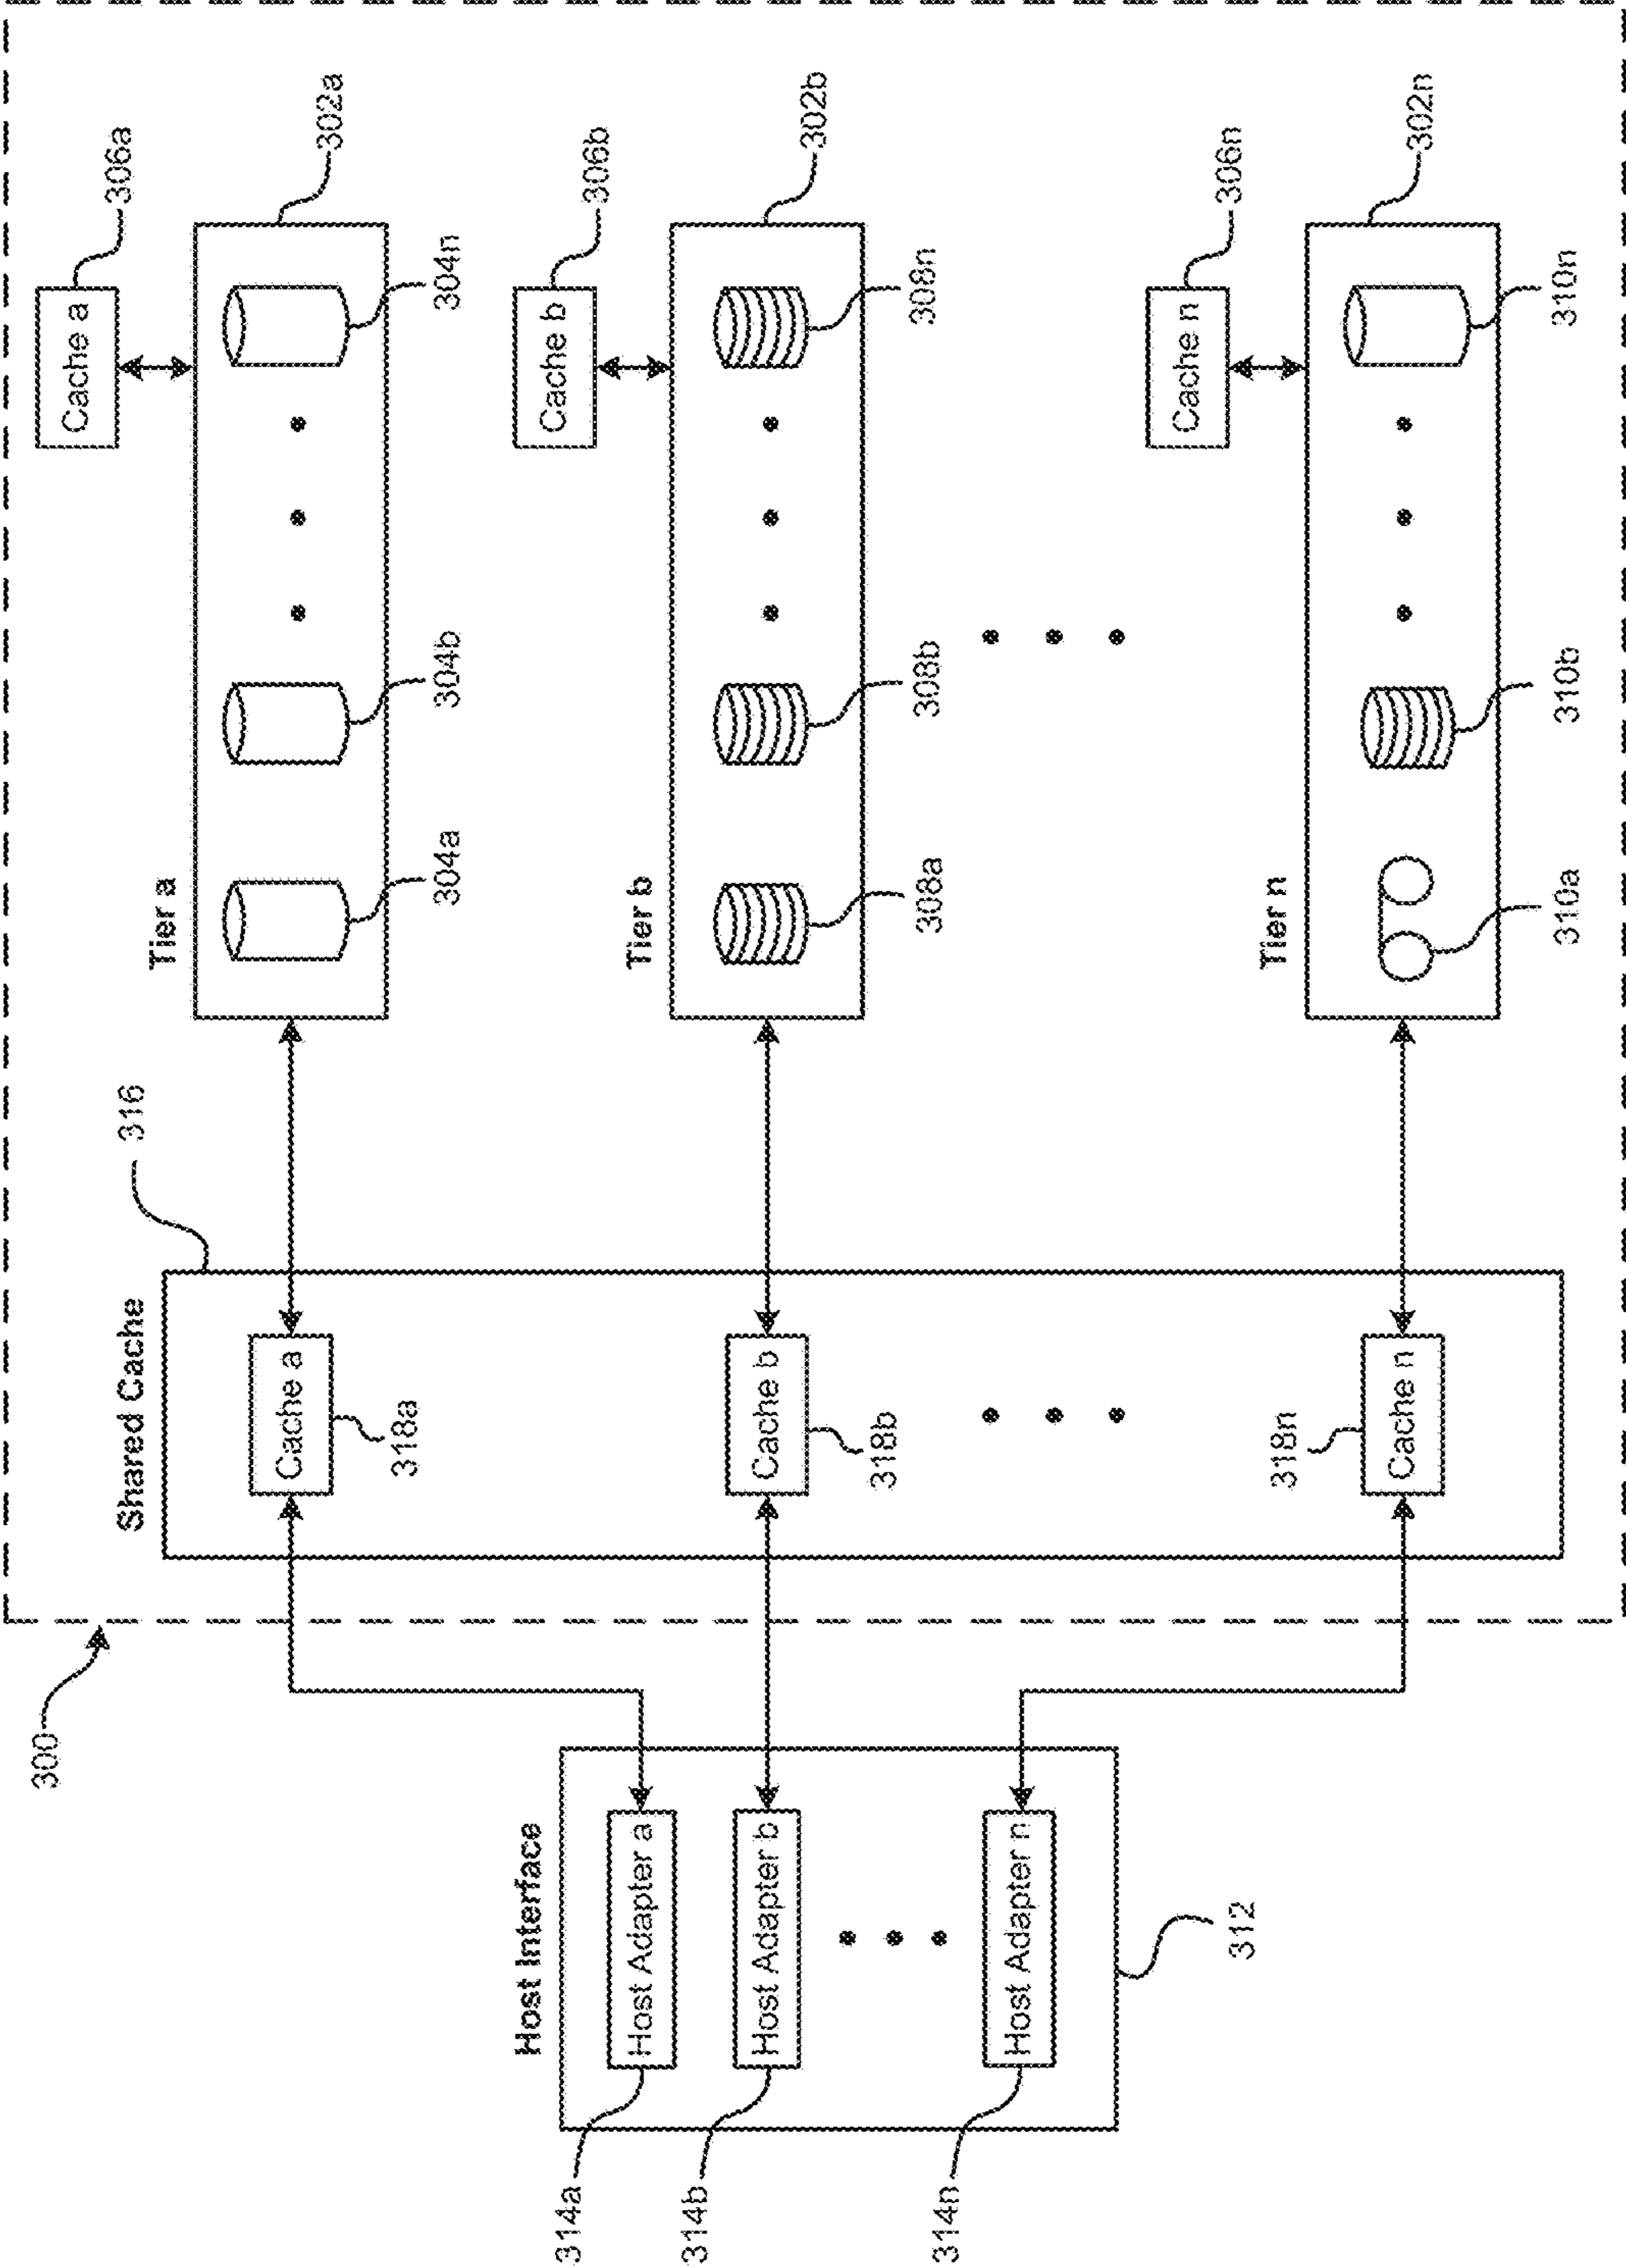 300
Host Interface
Host Adapter a
314a
Host Adapter b
314b
Host Adapter n
314n
312
Shared Cache
316
Cache a
318a
Cache b
318b
Cache n
318n
Cache a
306a
Tier a
302a
304a
304b
304n
Cache b
306b
Tier b
302b
308a
308b
308n
Cache n
306n
Tier n
302n
310a
310b
310n